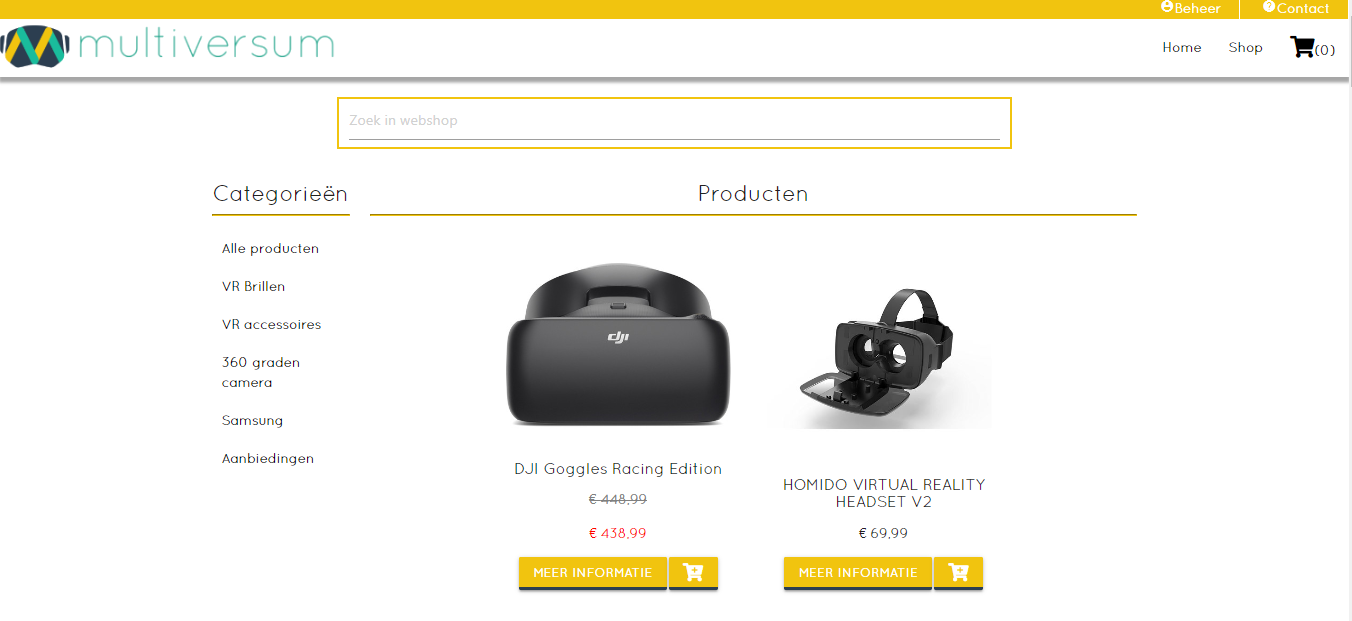 Beheer
Contact
multiversum
Home
Shop
(0)
Zoek in webshop
Categorieën
Producten
Alle producten
VR Brillen
VR accessoires
360 graden
camera
Samsung
Aanbiedingen
dji
DJI Goggles Racing Edition
€ 448,99
€ 438,99
MEER INFORMATIE
HOMIDO VIRTUAL REALITY
HEADSET V2
€ 69,99
MEER INFORMATIE